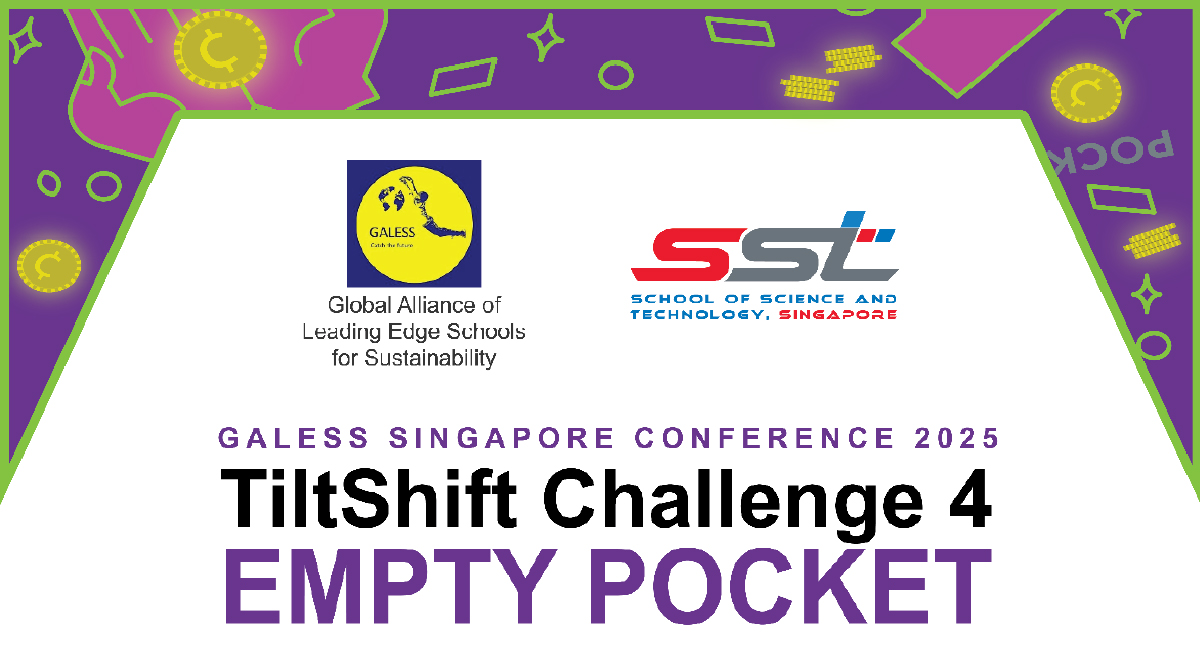 POCK
GALESS
Catch the future
Global Alliance of
Leading Edge Schools
for Sustainability
sst
SCHOOL OF SCIENCE AND
TECHNOLOGY, SINGAPORE
GALESS SINGAPORE CONFERENCE 2025
TiltShift Challenge 4
EMPTY POCKET